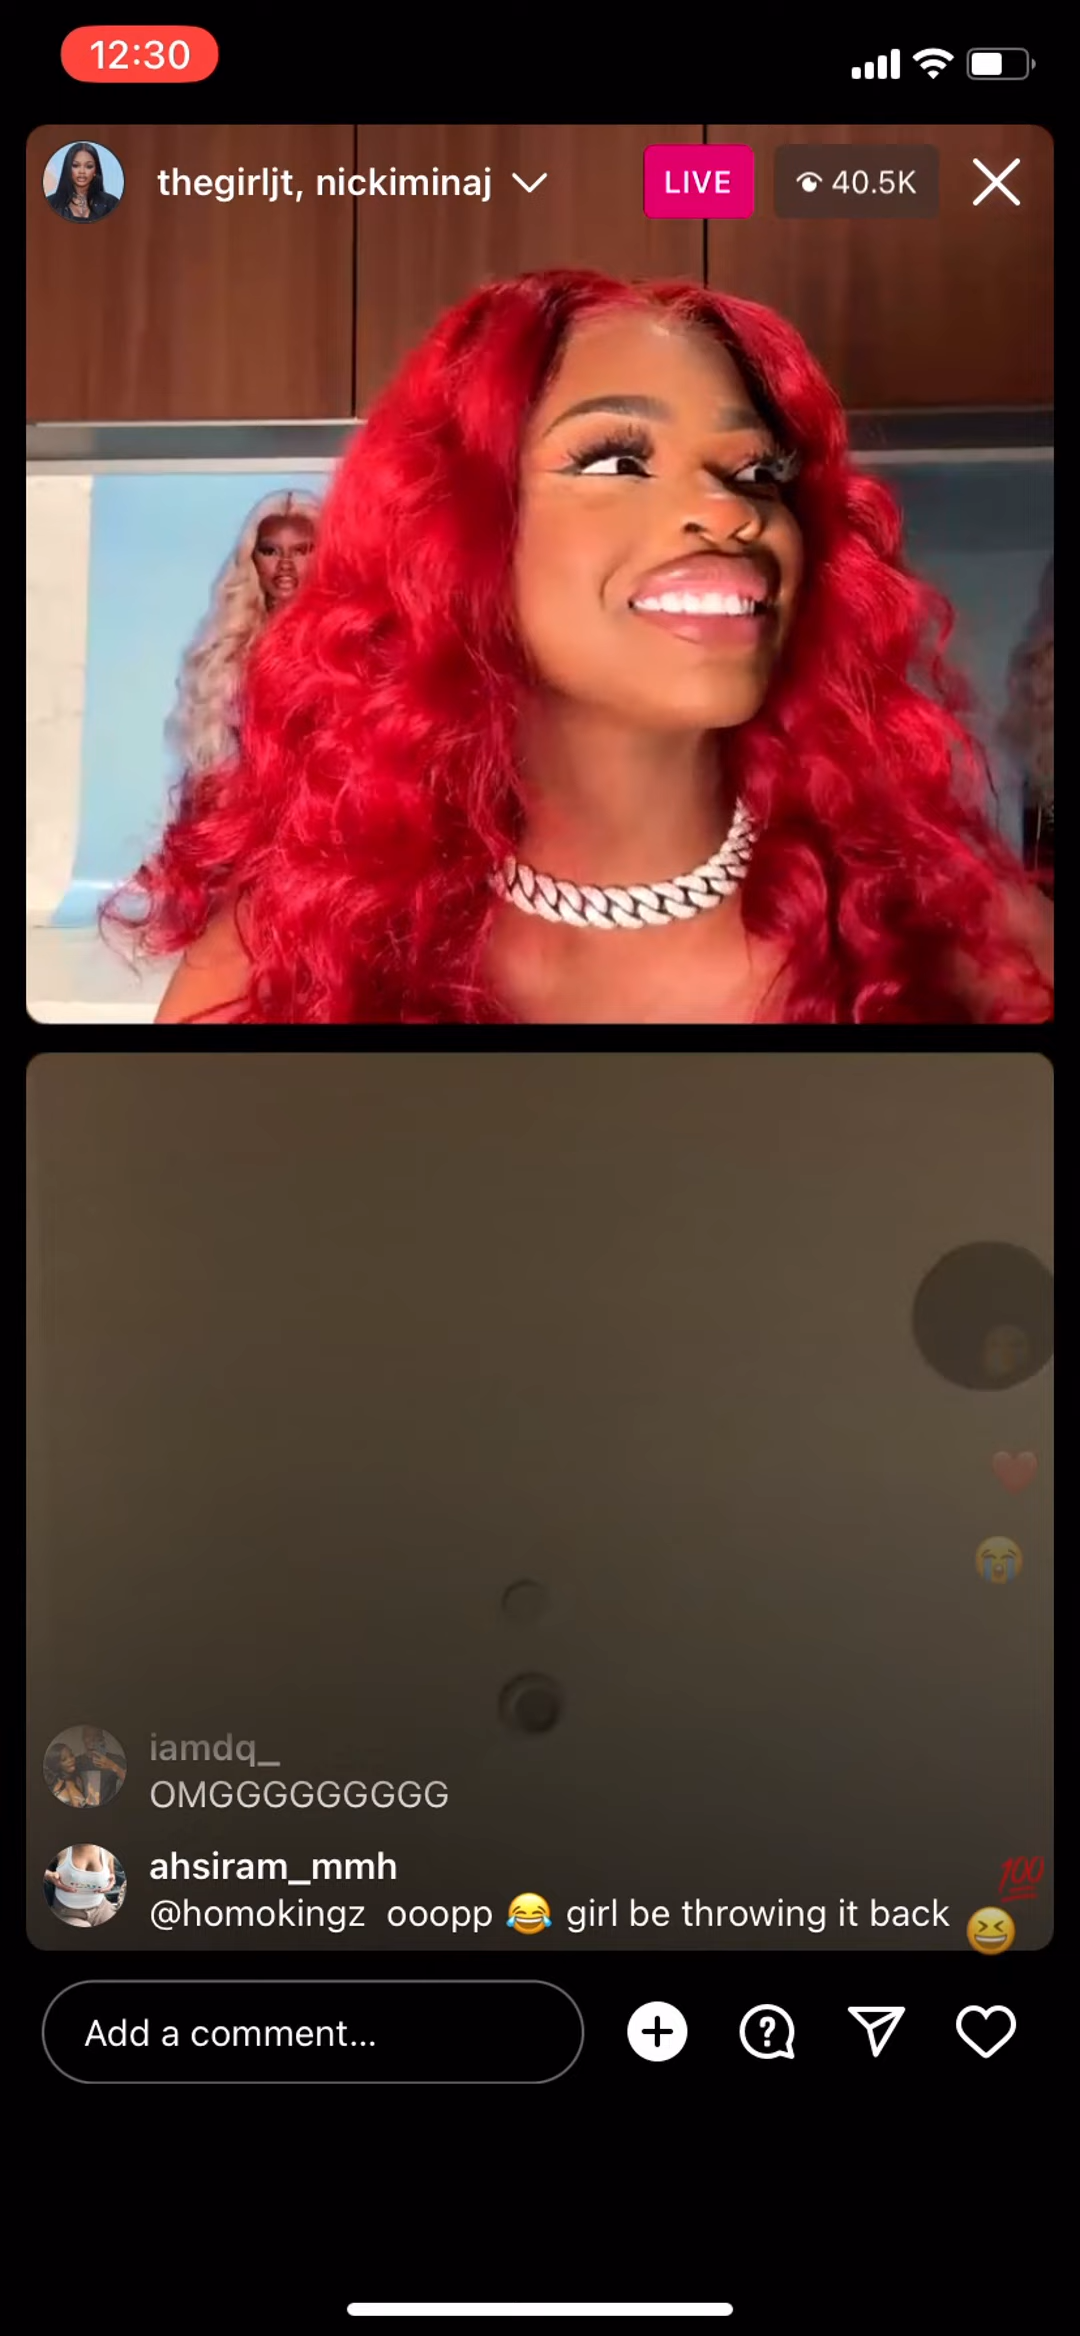 12:30
thegirljt, nickiminaj
LIVE
40.5K
iamdq_
OMGGGGGGGGG
ahsiram_mmh
@homokingz ooopp 😂 girl be throwing it back
💯
Add a comment...